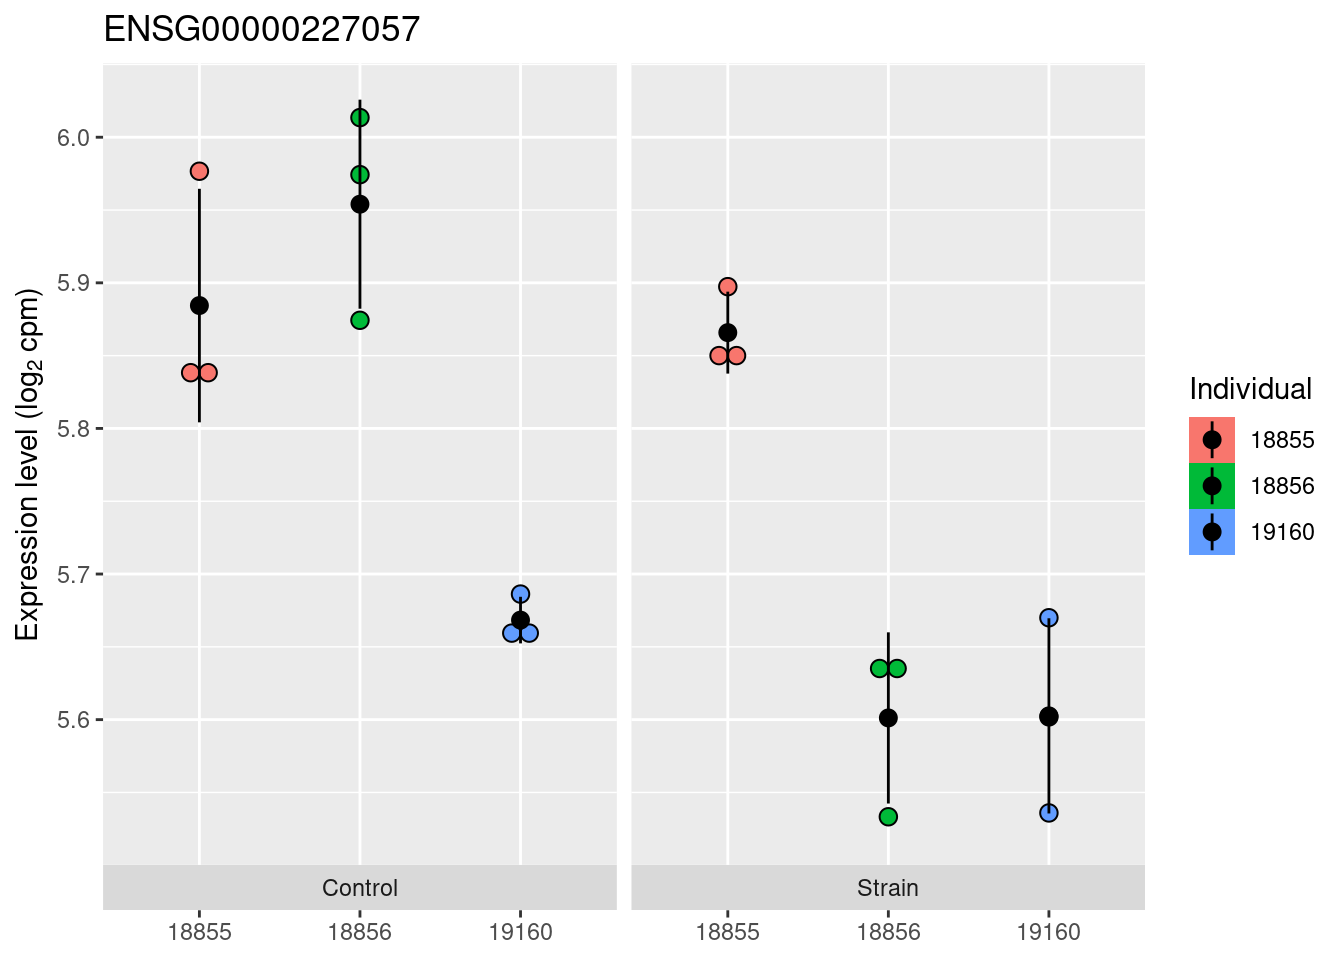 ENSG00000227057
Expression level (log₂ cpm)
6.0
5.9
5.8
5.7
5.6
Control
Strain
18855
18856
19160
18855
18856
19160
Individual
18855
18856
19160